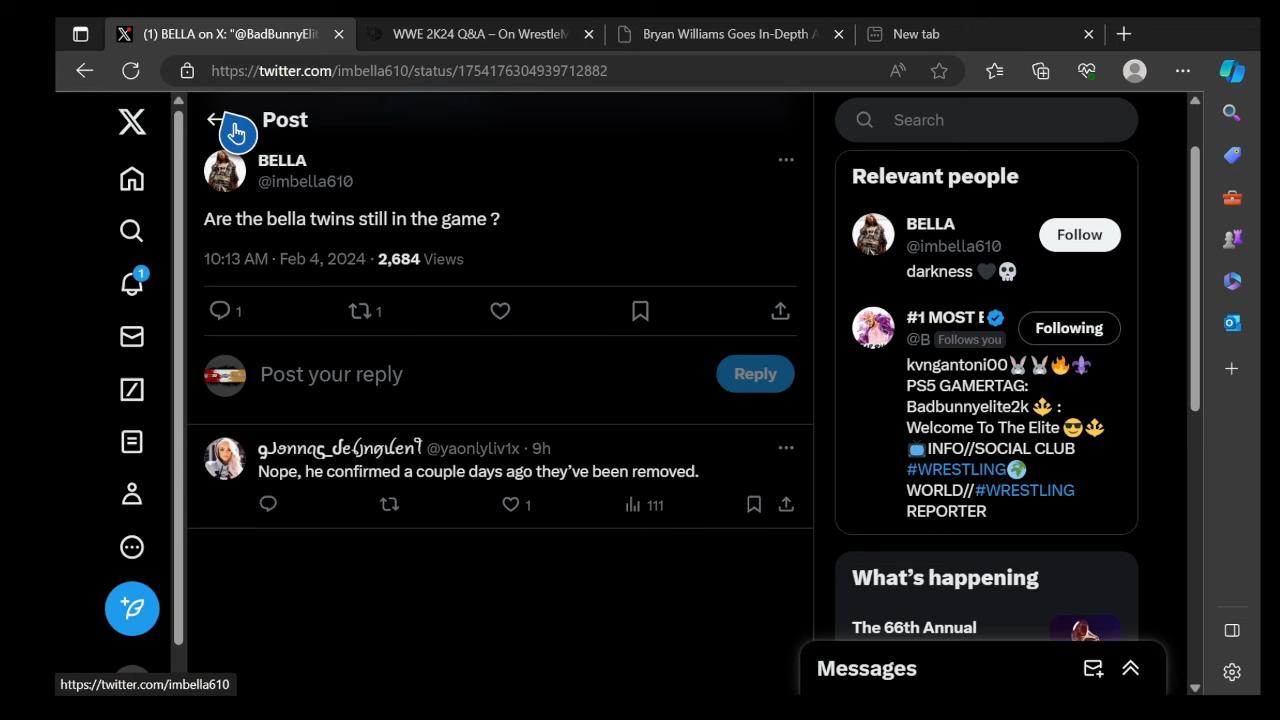 (1) BELLA on X: "@BadBunnyElit
WWE 2K24 Q&A – On WrestleM
Bryan Williams Goes In-Depth A
New tab
https://twitter.com/imbella610/status/1754176304939712882
Post
BELLA
@imbella610
Are the bella twins still in the game ?
10:13 AM · Feb 4, 2024 · 2,684 Views
1
1
Post your reply
Reply
@yaonlyliv1x · 9h
Nope, he confirmed a couple days ago they've been removed.
1
111
1
Search
Relevant people
BELLA
@imbella610
Follow
darkness 🖤💀
#1 MOST E
@B Follows you
Following
kvngantoni00🐰🐰🔥⚜️
PS5 GAMERTAG:
Badbunnyelite2k 🔱 :
Welcome To The Elite 😎🔱
📺INFO//SOCIAL CLUB
#WRESTLING🌍
WORLD//#WRESTLING
REPORTER
What's happening
The 66th Annual
Messages
https://twitter.com/imbella610